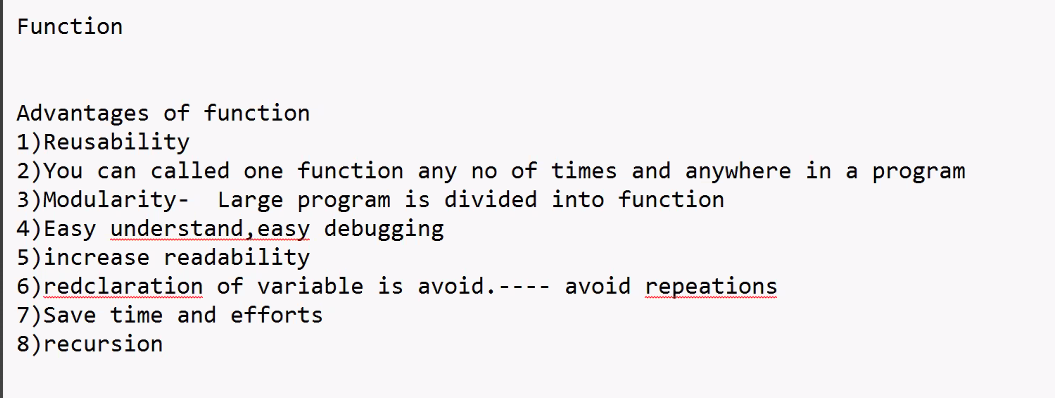 Function
Advantages of function
1)Reusability
2)You can called one function any no of times and anywhere in a program
3)Modularity-  Large program is divided into function
4)Easy understand,easy debugging
5)increase readability
6)redclaration of variable is avoid.---- avoid repeations
7)Save time and efforts
8)recursion